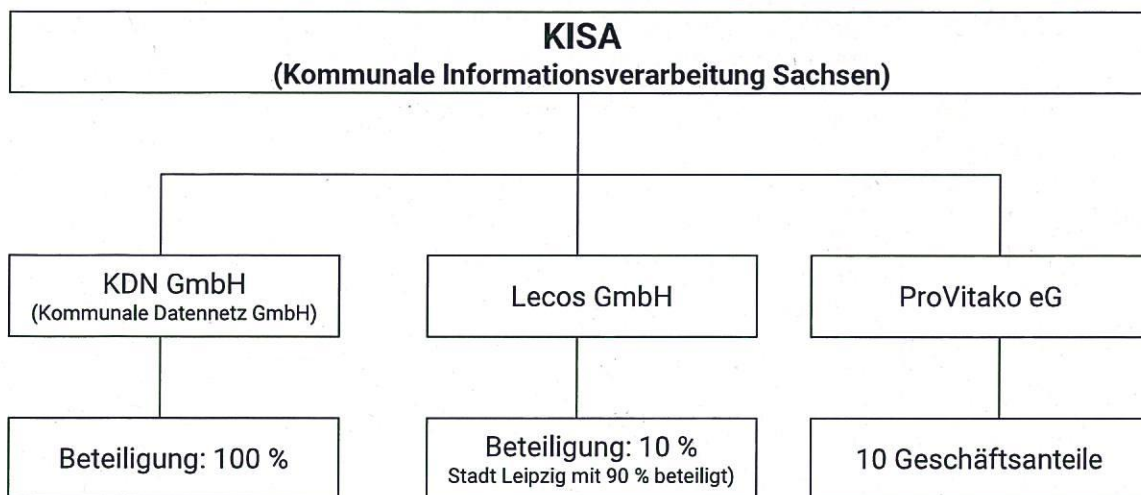 KISA
(Kommunale Informationsverarbeitung Sachsen)
KDN GmbH
(Kommunale Datennetz GmbH)
Lecos GmbH
ProVitako eG
Beteiligung: 100 %
Beteiligung: 10 %
Stadt Leipzig mit 90 % beteiligt)
10 Geschäftsanteile